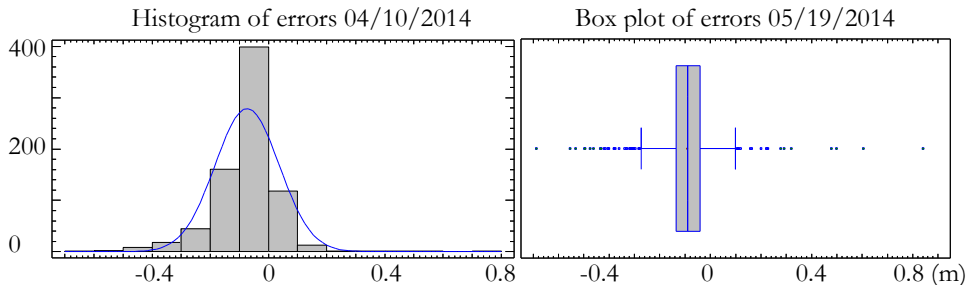 Histogram of errors 04/10/2014
Box plot of errors 05/19/2014
400
200
0
-0.4 0 0.4 0.8
-0.4 0 0.4 0.8 (m)